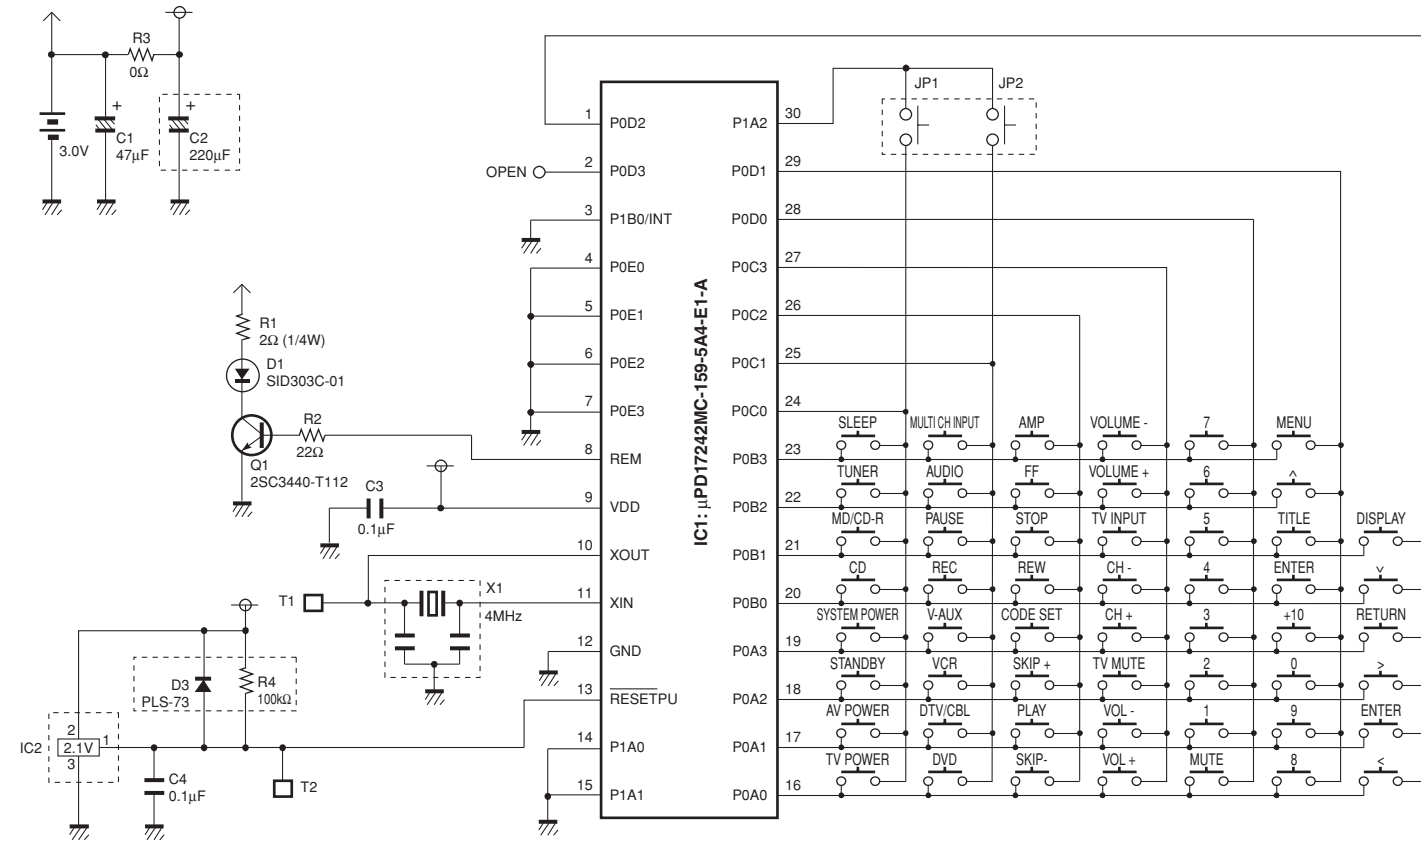 R3
0Ω
3.0V
+
C1
47μF
+
C2
220μF
JP1
JP2
1 P0D2
2 P0D3
OPEN
3 P1B0/INT
4 P0E0
5 P0E1
6 P0E2
7 P0E3
8 REM
9 VDD
10 XOUT
11 XIN
12 GND
13 RESETPU
14 P1A0
15 P1A1
IC1: μPD17242MC-159-5A4-E1-A
P1A2 30
P0D1 29
P0D0 28
P0C3 27
P0C2 26
P0C1 25
P0C0 24
P0B3 23
P0B2 22
P0B1 21
P0B0 20
P0A3 19
P0A2 18
P0A1 17
P0A0 16
R1
2Ω (1/4W)
D1
SID303C-01
R2
22Ω
Q1
2SC3440-T112
C3
0.1μF
T1
X1
4MHz
D3
PLS-73
R4
100kΩ
IC2
2
2.1V
1
3
C4
0.1μF
T2
SLEEP MULTI CH INPUT AMP VOLUME - 7 MENU
TUNER AUDIO FF VOLUME + 6 ^
MD/CD-R PAUSE STOP TV INPUT 5 TITLE DISPLAY
CD REC REW CH - 4 ENTER v
SYSTEM POWER V-AUX CODE SET CH + 3 +10 RETURN
STANDBY VCR SKIP + TV MUTE 2 0 >
AV POWER DTV/CBL PLAY VOL - 1 9 ENTER
TV POWER DVD SKIP- VOL + MUTE 8 <